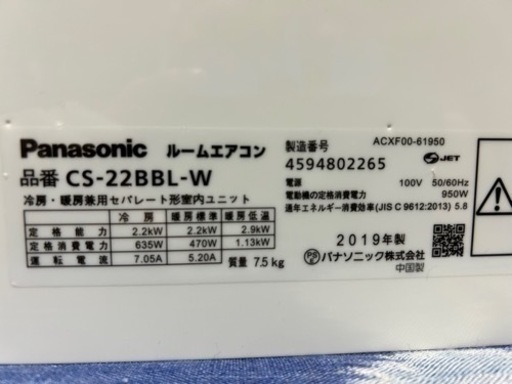 Panasonic ルームエアコン
品番 CS-22BBL-W
冷房・暖房兼用セパレート形室内ユニット
冷房 暖房標準 暖房低温
定格能力 2.2kW 2.2kW 2.9kW
定格消費電力 635W 470W 1.13kW
運転電流 7.05A 5.20A
質量 7.5kg
製造番号 ACXF00-61950
4594802265
JET
電源 100V 50/60Hz
電動機の定格消費電力 950W
通年エネルギー消費効率(JIS C 9612:2013) 5.8
2019年製
PSE パナソニック株式会社
中国製